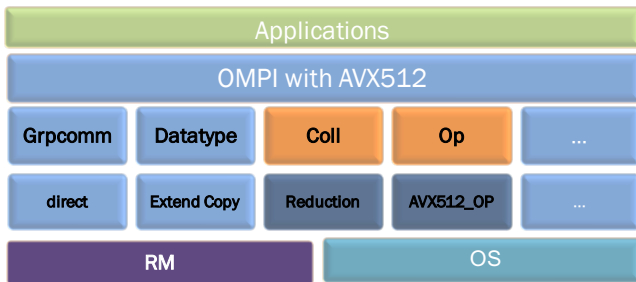 Applications
OMPI with AVX512
Grpcomm Datatype Coll Op ...
direct Extend Copy Reduction AVX512_OP ...
RM OS